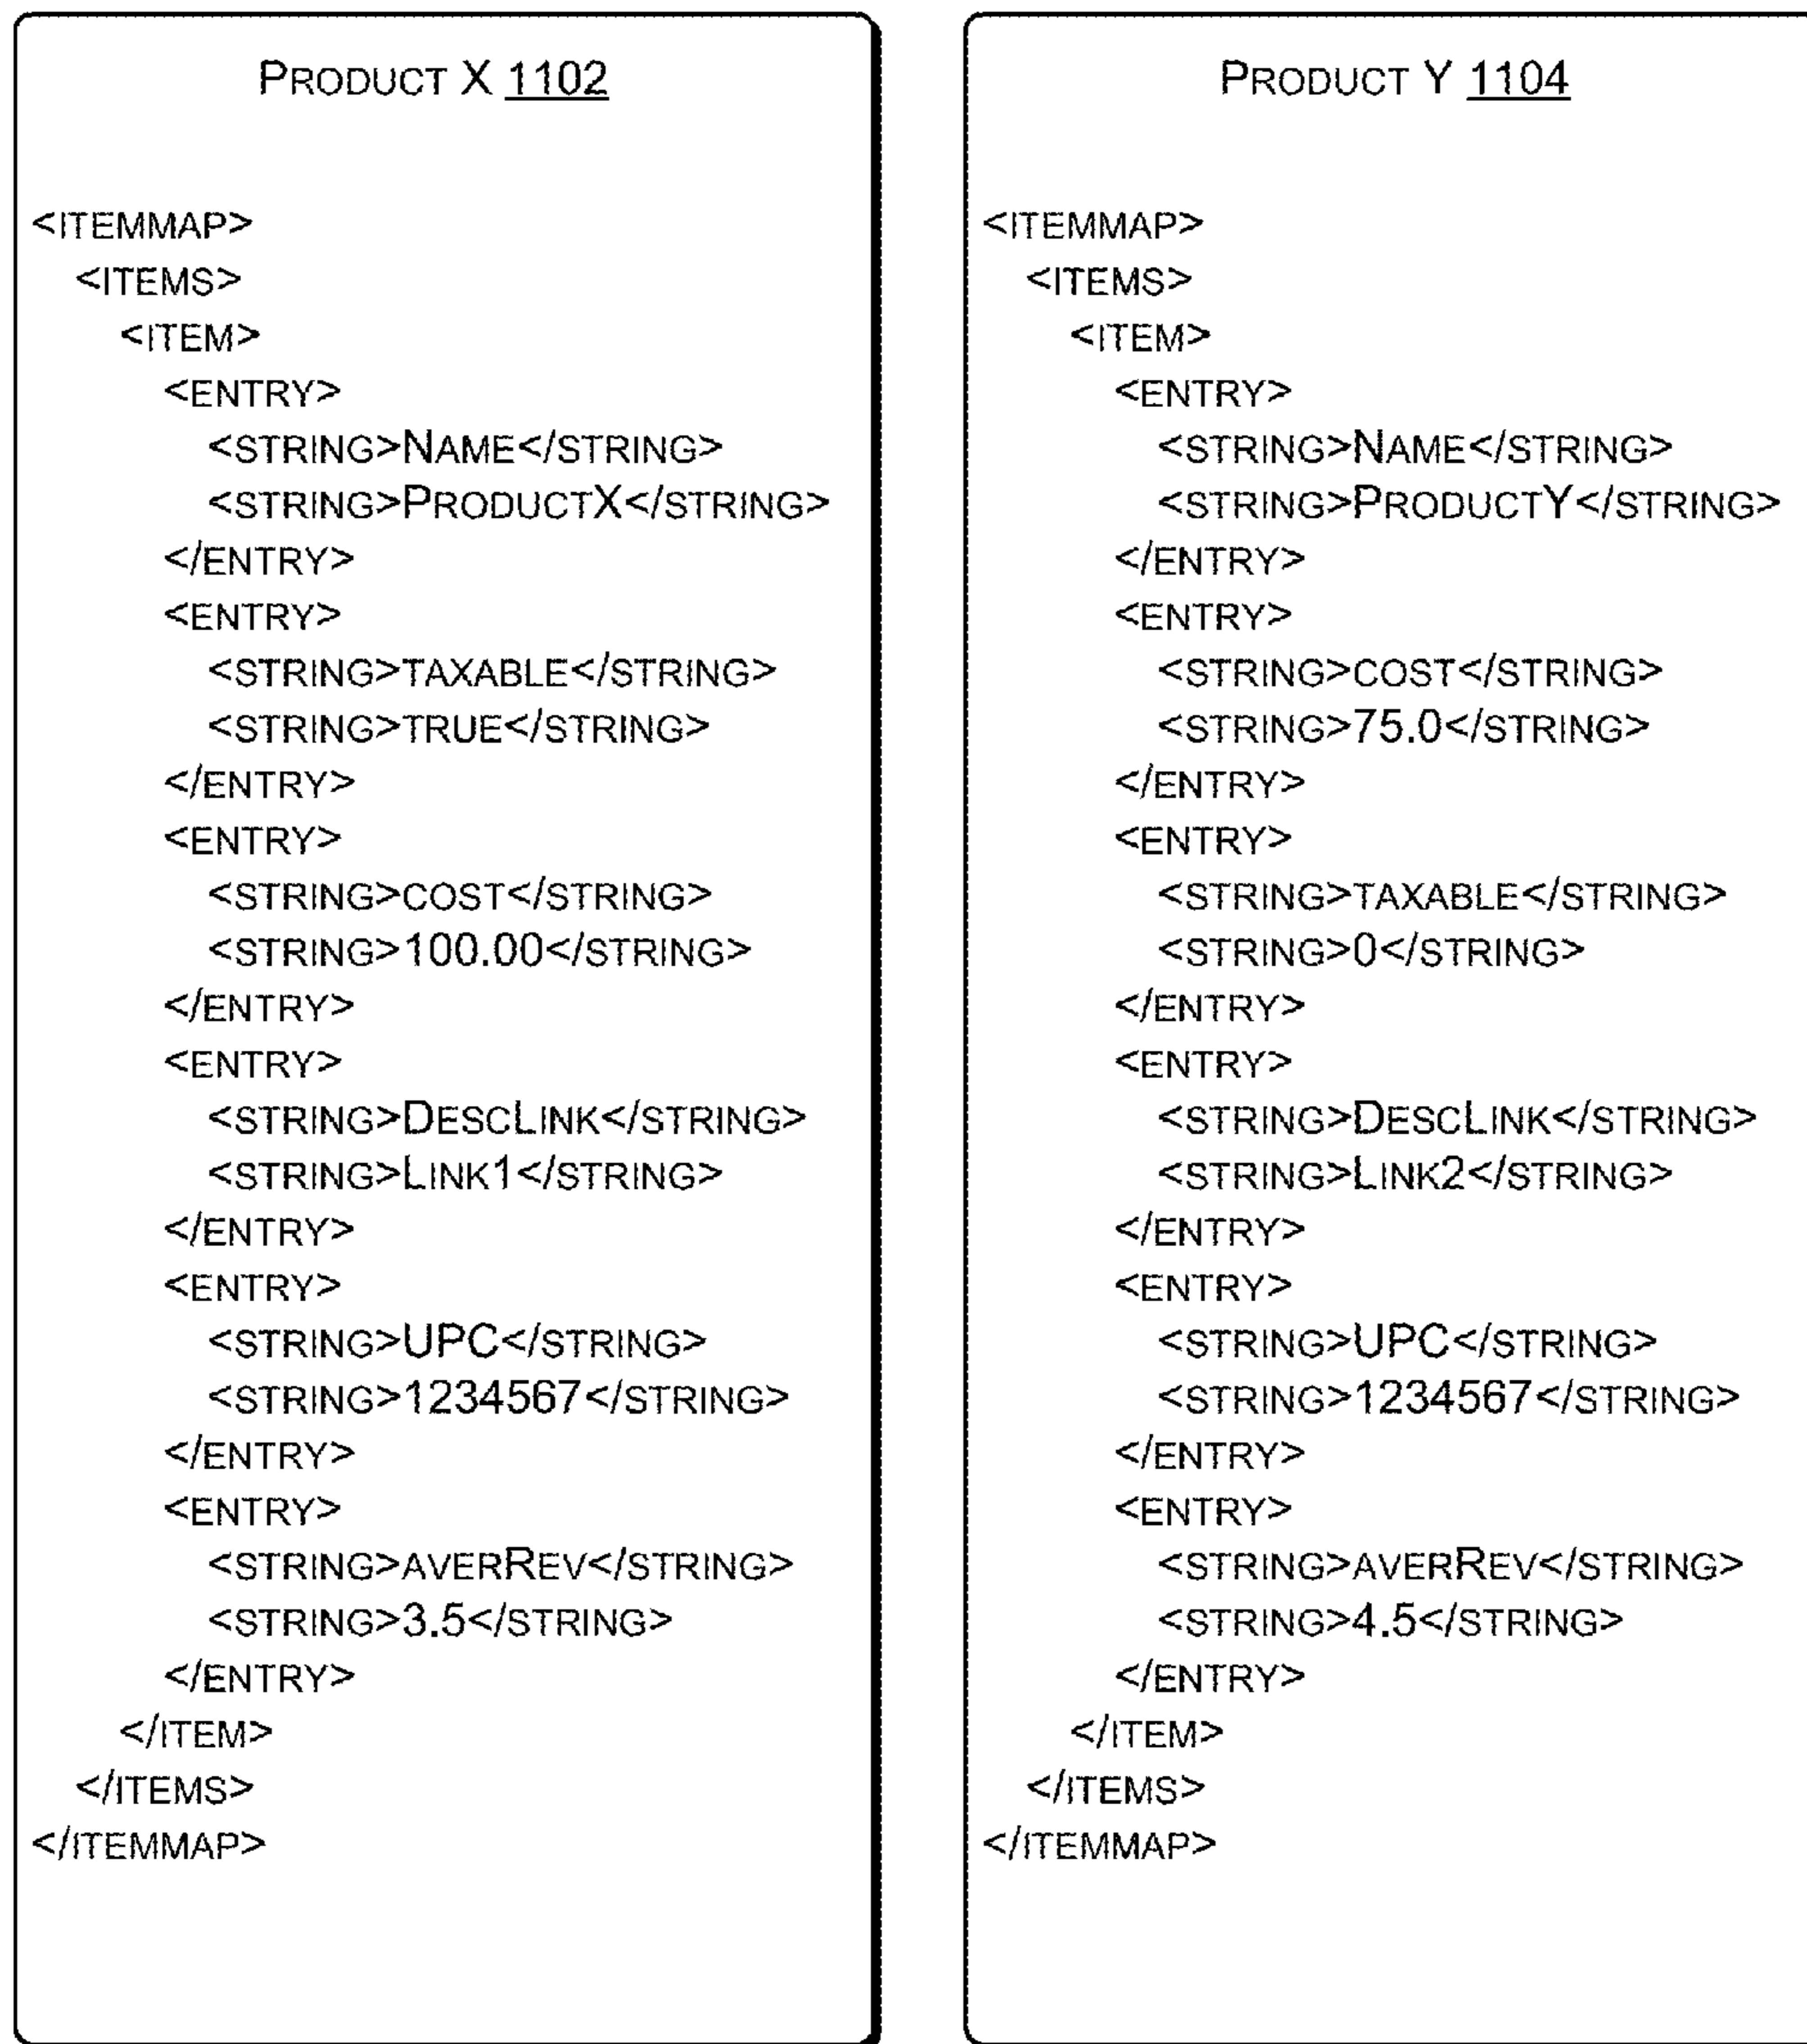 PRODUCT X 1102
<ITEMMAP>
<ITEMS>
<ITEM>
<ENTRY>
<STRING>NAME</STRING>
<STRING>PRODUCTX</STRING>
</ENTRY>
<ENTRY>
<STRING>TAXABLE</STRING>
<STRING>TRUE</STRING>
</ENTRY>
<ENTRY>
<STRING>COST</STRING>
<STRING>100.00</STRING>
</ENTRY>
<ENTRY>
<STRING>DESCLINK</STRING>
<STRING>LINK1</STRING>
</ENTRY>
<ENTRY>
<STRING>UPC</STRING>
<STRING>1234567</STRING>
</ENTRY>
<ENTRY>
<STRING>AVERREV</STRING>
<STRING>3.5</STRING>
</ENTRY>
</ITEM>
</ITEMS>
</ITEMMAP>
PRODUCT Y 1104
<ITEMMAP>
<ITEMS>
<ITEM>
<ENTRY>
<STRING>NAME</STRING>
<STRING>PRODUCTY</STRING>
</ENTRY>
<ENTRY>
<STRING>COST</STRING>
<STRING>75.0</STRING>
</ENTRY>
<ENTRY>
<STRING>TAXABLE</STRING>
<STRING>0</STRING>
</ENTRY>
<ENTRY>
<STRING>DESCLINK</STRING>
<STRING>LINK2</STRING>
</ENTRY>
<ENTRY>
<STRING>UPC</STRING>
<STRING>1234567</STRING>
</ENTRY>
<ENTRY>
<STRING>AVERREV</STRING>
<STRING>4.5</STRING>
</ENTRY>
</ITEM>
</ITEMS>
</ITEMMAP>